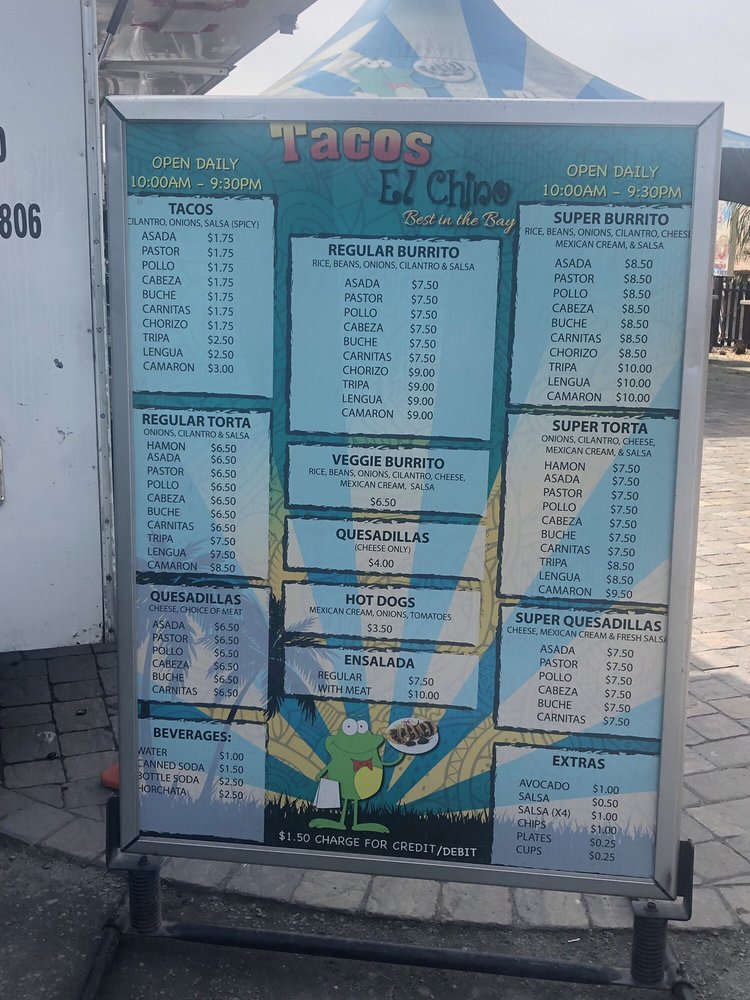 806
Tacos
El Chino
Best in the Bay
OPEN DAILY
10:00AM – 9:30PM
OPEN DAILY
10:00AM – 9:30PM
TACOS
CILANTRO, ONIONS, SALSA (SPICY)
ASADA $1.75
PASTOR $1.75
POLLO $1.75
CABEZA $1.75
BUCHE $1.75
CARNITAS $1.75
CHORIZO $1.75
TRIPA $2.50
LENGUA $2.50
CAMARON $3.00
REGULAR TORTA
ONIONS, CILANTRO & SALSA
HAMON $6.50
ASADA $6.50
PASTOR $6.50
POLLO $6.50
CABEZA $6.50
BUCHE $6.50
CARNITAS $6.50
TRIPA $7.50
LENGUA $7.50
CAMARON $8.50
QUESADILLAS
CHEESE, CHOICE OF MEAT
ASADA $6.50
PASTOR $6.50
POLLO $6.50
CABEZA $6.50
BUCHE $6.50
CARNITAS $6.50
BEVERAGES:
WATER $1.00
CANNED SODA $1.50
BOTTLE SODA $2.50
HORCHATA $2.50
REGULAR BURRITO
RICE, BEANS, ONIONS, CILANTRO & SALSA
ASADA $7.50
PASTOR $7.50
POLLO $7.50
CABEZA $7.50
BUCHE $7.50
CARNITAS $7.50
CHORIZO $9.00
TRIPA $9.00
LENGUA $9.00
CAMARON $9.00
VEGGIE BURRITO
RICE, BEANS, ONIONS, CILANTRO, CHEESE,
MEXICAN CREAM, SALSA
$6.50
QUESADILLAS
(CHEESE ONLY)
$4.00
HOT DOGS
MEXICAN CREAM, ONIONS, TOMATOES
$3.50
ENSALADA
REGULAR $7.50
WITH MEAT $10.00
$1.50 CHARGE FOR CREDIT/DEBIT
SUPER BURRITO
RICE, BEANS, ONIONS, CILANTRO, CHEESE
MEXICAN CREAM, & SALSA
ASADA $8.50
PASTOR $8.50
POLLO $8.50
CABEZA $8.50
BUCHE $8.50
CARNITAS $8.50
CHORIZO $8.50
TRIPA $10.00
LENGUA $10.00
CAMARON $10.00
SUPER TORTA
ONIONS, CILANTRO, CHEESE,
MEXICAN CREAM, & SALSA
HAMON $7.50
ASADA $7.50
PASTOR $7.50
POLLO $7.50
CABEZA $7.50
BUCHE $7.50
CARNITAS $7.50
TRIPA $8.50
LENGUA $8.50
CAMARON $9.50
SUPER QUESADILLAS
CHEESE, MEXICAN CREAM & FRESH SALSA
ASADA $7.50
PASTOR $7.50
POLLO $7.50
CABEZA $7.50
BUCHE $7.50
CARNITAS $7.50
EXTRAS
AVOCADO $1.00
SALSA $0.50
SALSA (X4) $1.00
CHIPS $1.00
PLATES $0.25
CUPS $0.25